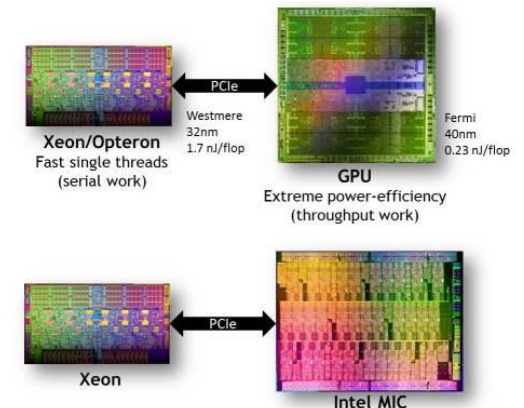 PCIe
Westmere
32nm
1.7 nJ/flop
Xeon/Opteron
Fast single threads
(serial work)
Fermi
40nm
0.23 nJ/flop
GPU
Extreme power-efficiency
(throughput work)
PCIe
Xeon
Intel MIC